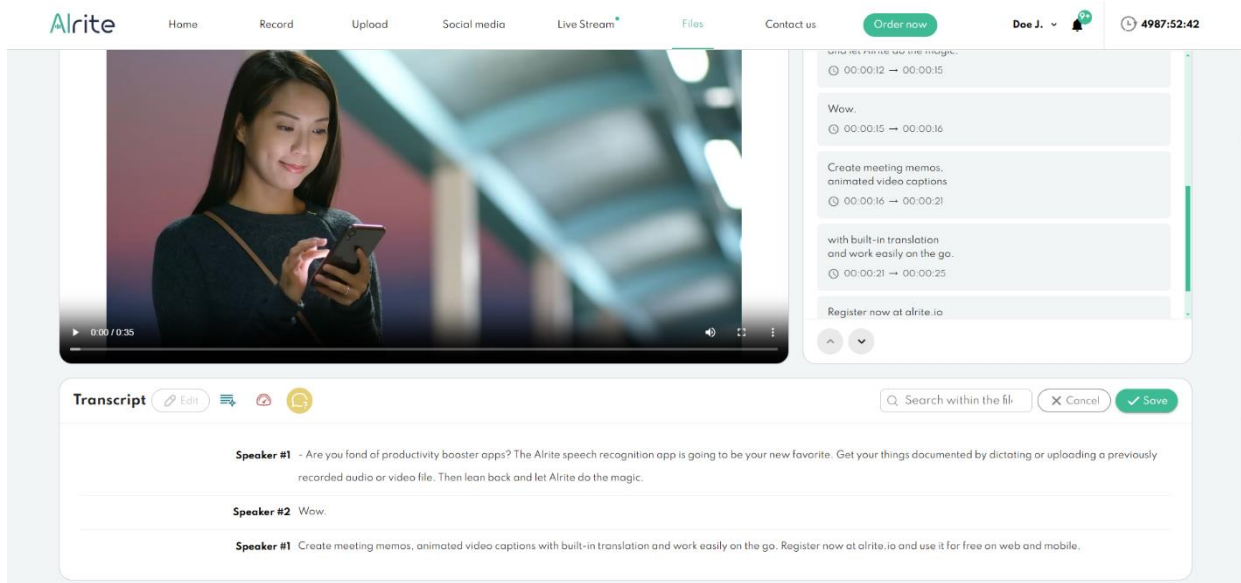 Alrite
Home
Record
Upload
Social media
Live Stream
Files
Contact us
Order now
Doe J.
9+
4987:52:42
and let Alrite do the magic.
00:00:12 → 00:00:15
Wow.
00:00:15 → 00:00:16
Create meeting memos,
animated video captions
00:00:16 → 00:00:21
with built-in translation
and work easily on the go.
00:00:21 → 00:00:25
Register now at alrite.io
0:00 / 0:35
Transcript
Edit
Search within the fil
Cancel
Save
Speaker #1 - Are you fond of productivity booster apps? The Alrite speech recognition app is going to be your new favorite. Get your things documented by dictating or uploading a previously
recorded audio or video file. Then lean back and let Alrite do the magic.
Speaker #2 Wow.
Speaker #1 Create meeting memos, animated video captions with built-in translation and work easily on the go. Register now at alrite.io and use it for free on web and mobile.